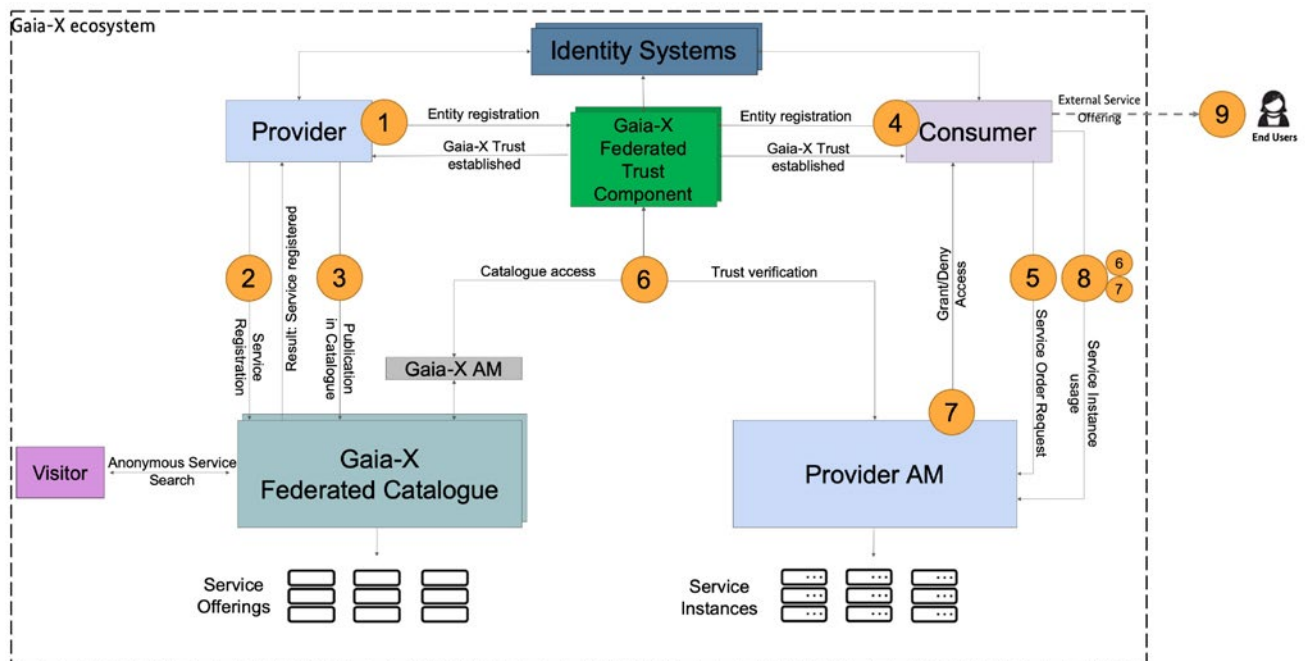 Gaia-X ecosystem
Identity Systems
Provider
1
Entity registration
Gaia-X Trust
established
Gaia-X
Federated
Trust
Component
Entity registration
Gaia-X Trust
established
4
Consumer
External Service
Offering
9
End Users
2
Service
Registration
Result: Service registered
3
Publication
in Catalogue
Catalogue access
6
Trust verification
Grant/Deny
Access
5
Service Order Request
8
6
7
Service Instance
usage
Gaia-X AM
7
Visitor
Anonymous Service
Search
Gaia-X
Federated Catalogue
Provider AM
Service
Offerings
Service
Instances